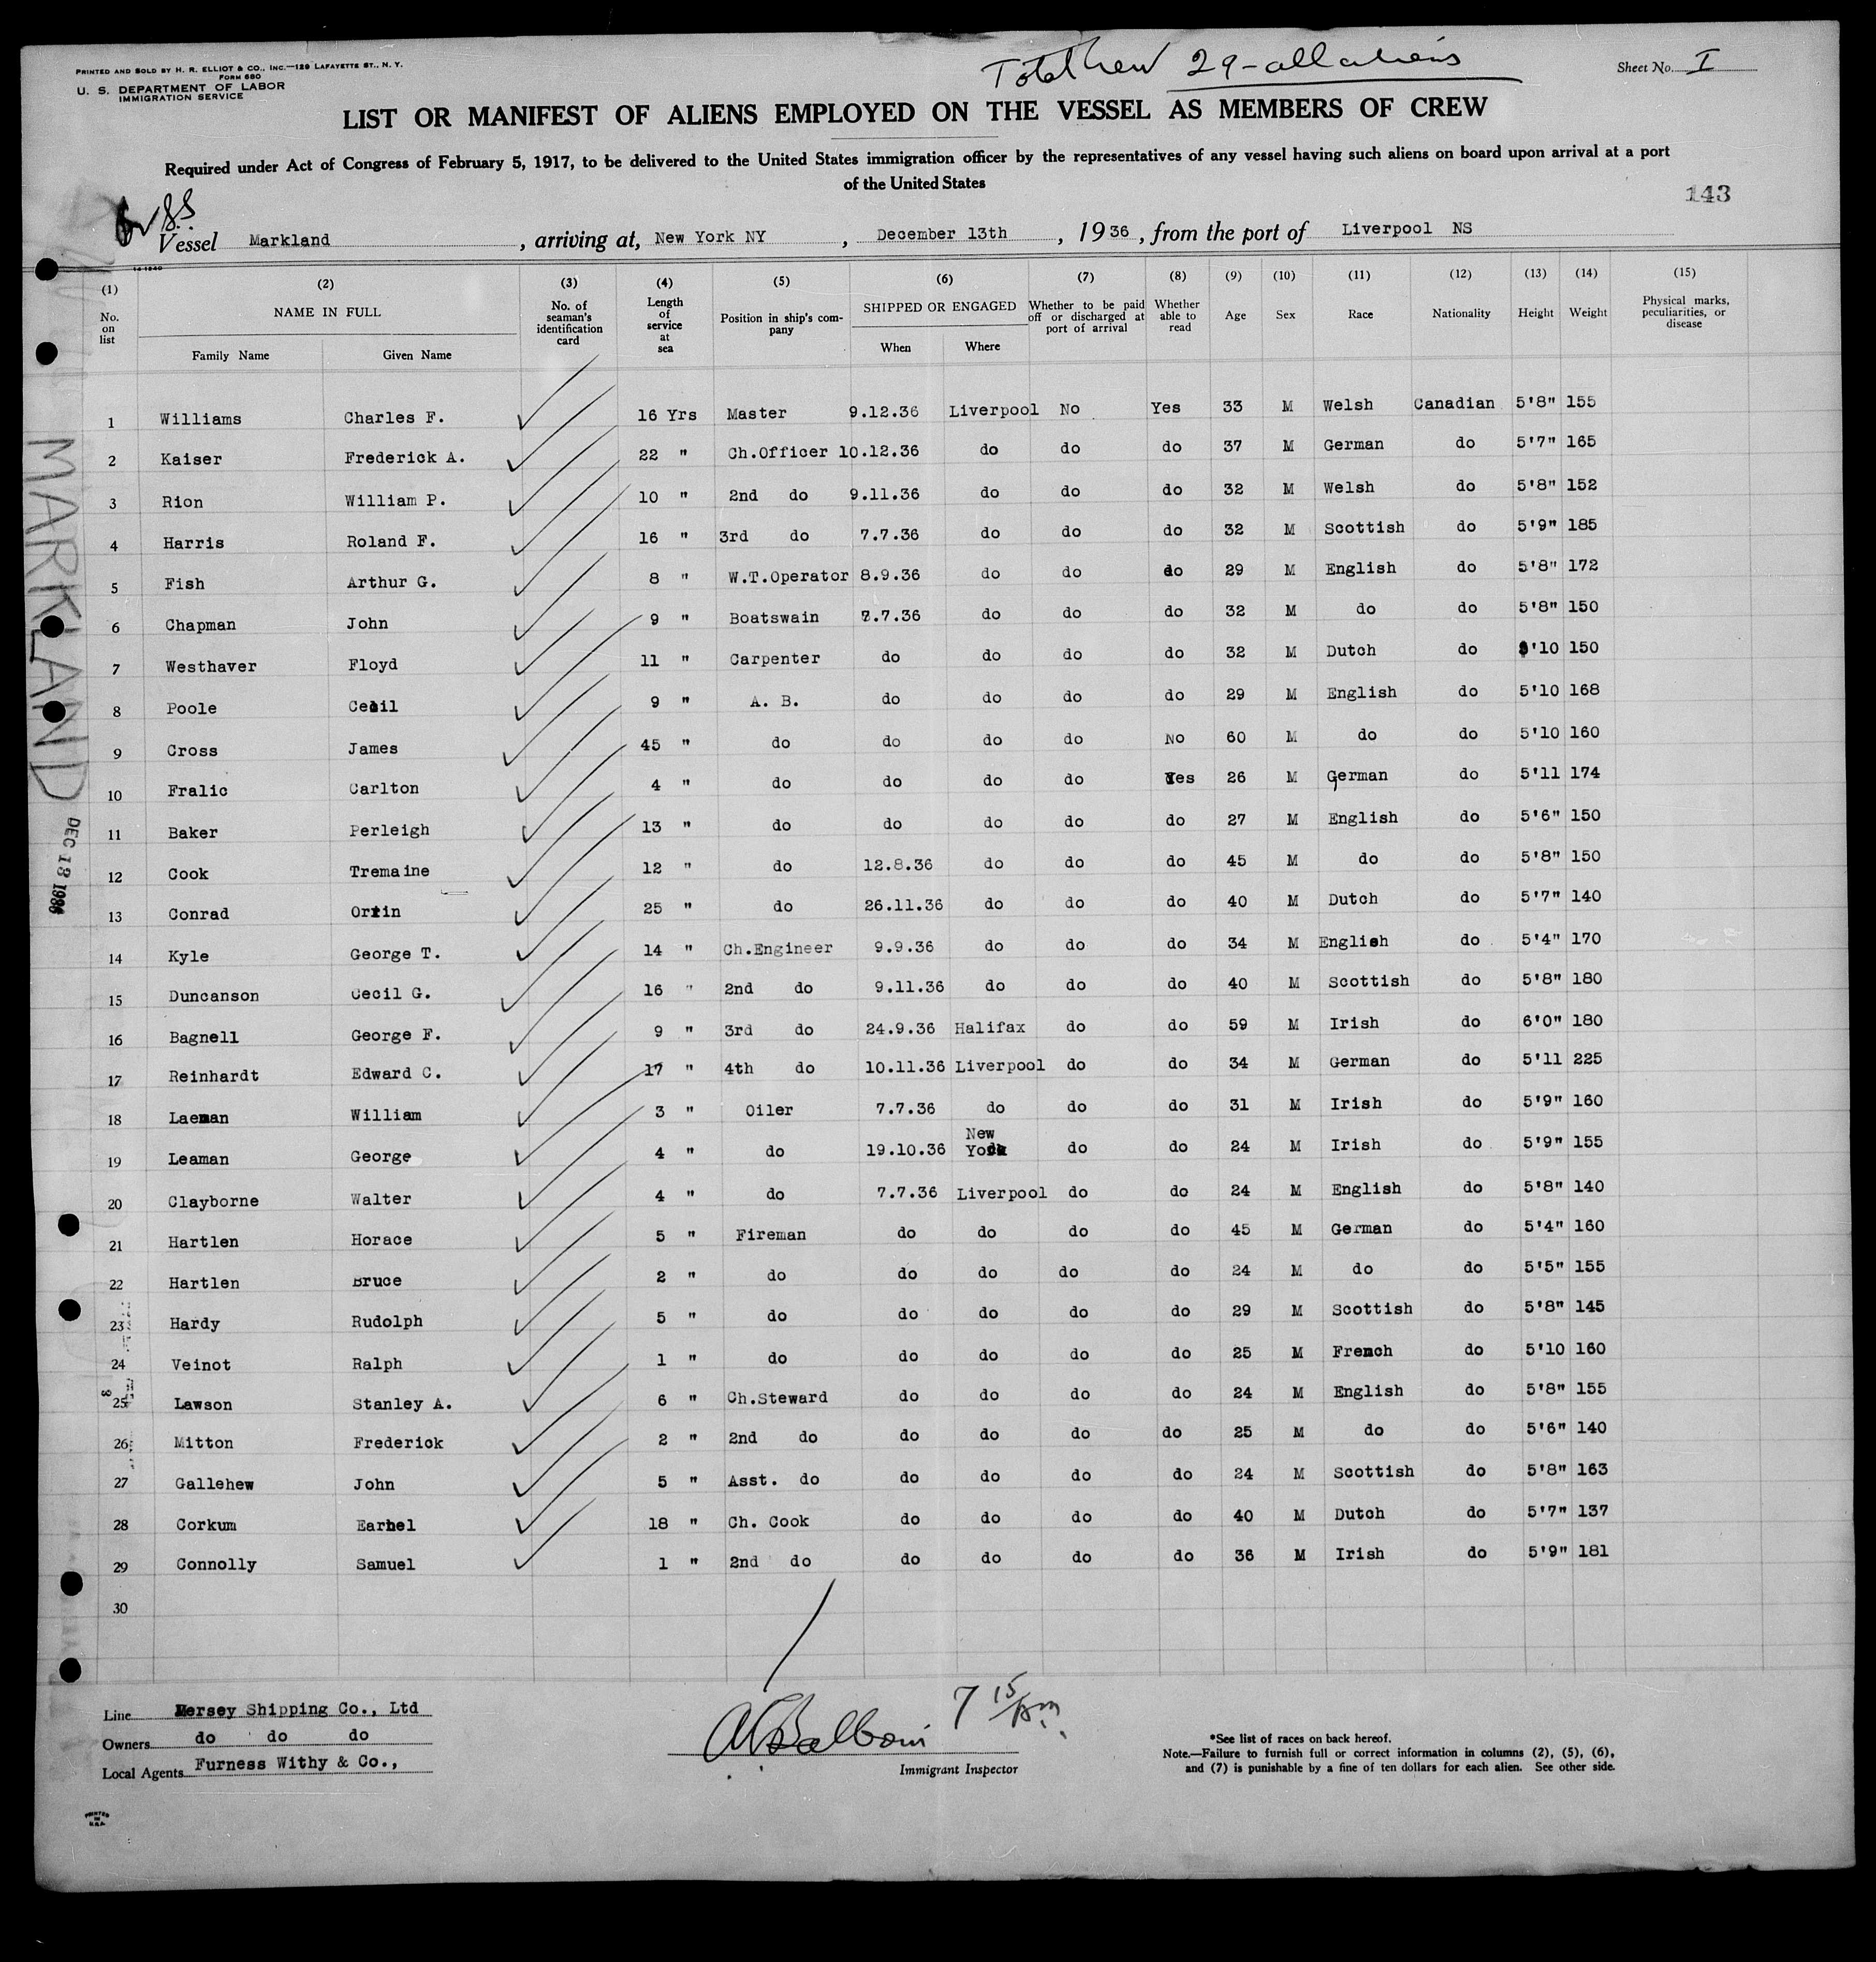 PRINTED AND SOLD BY H. R. ELLIOT & CO., INC.—129 LAFAYETTE ST., N. Y.
FORM 680
U. S. DEPARTMENT OF LABOR
IMMIGRATION SERVICE
Total Crew 29 - all aliens
Sheet No. I
LIST OR MANIFEST OF ALIENS EMPLOYED ON THE VESSEL AS MEMBERS OF CREW
Required under Act of Congress of February 5, 1917, to be delivered to the United States immigration officer by the representatives of any vessel having such aliens on board upon arrival at a port
of the United States
143
Br SS
Vessel Markland, arriving at, New York NY, December 13th, 1936, from the port of Liverpool NS
14-1240
(1) No. on list (2) NAME IN FULL Family Name Given Name (3) No. of seaman's identification card (4) Length of service at sea (5) Position in ship's company (6) SHIPPED OR ENGAGED When Where (7) Whether to be paid off or discharged at port of arrival (8) Whether able to read (9) Age (10) Sex (11) Race (12) Nationality (13) Height (14) Weight (15) Physical marks, peculiarities, or disease
1 Williams Charles F. 16 Yrs Master 9.12.36 Liverpool No Yes 33 M Welsh Canadian 5'8" 155
2 Kaiser Frederick A. 22 " Ch.Officer 10.12.36 do do do 37 M German do 5'7" 165
3 Rion William P. 10 " 2nd do 9.11.36 do do do 32 M Welsh do 5'8" 152
4 Harris Roland F. 16 " 3rd do 7.7.36 do do do 32 M Scottish do 5'9" 185
5 Fish Arthur G. 8 " W.T.Operator 8.9.36 do do do 29 M English do 5'8" 172
6 Chapman John 9 " Boatswain 7.7.36 do do do 32 M do do 5'8" 150
7 Westhaver Floyd 11 " Carpenter do do do do 32 M Dutch do 5'10 150
8 Poole Cecil 9 " A. B. do do do do 29 M English do 5'10 168
9 Cross James 45 " do do do do No 60 M do do 5'10 160
10 Fralic Carlton 4 " do do do do Yes 26 M German do 5'11 174
11 Baker Perleigh 13 " do do do do do 27 M English do 5'6" 150
12 Cook Tremaine 12 " do 12.8.36 do do do 45 M do do 5'8" 150
13 Conrad Orrin 25 " do 26.11.36 do do do 40 M Dutch do 5'7" 140
14 Kyle George T. 14 " Ch.Engineer 9.9.36 do do do 34 M English do 5'4" 170
15 Duncanson Cecil G. 16 " 2nd do 9.11.36 do do do 40 M Scottish do 5'8" 180
16 Bagnell George F. 9 " 3rd do 24.9.36 Halifax do do 59 M Irish do 6'0" 180
17 Reinhardt Edward C. 17 " 4th do 10.11.36 Liverpool do do 34 M German do 5'11 225
18 Laeman William 3 " Oiler 7.7.36 do do do 31 M Irish do 5'9" 160
19 Leaman George 4 " do 19.10.36 New York do do 24 M Irish do 5'9" 155
20 Clayborne Walter 4 " do 7.7.36 Liverpool do do 24 M English do 5'8" 140
21 Hartlen Horace 5 " Fireman do do do do 45 M German do 5'4" 160
22 Hartlen Bruce 2 " do do do do do 24 M do do 5'5" 155
23 Hardy Rudolph 5 " do do do do do 29 M Scottish do 5'8" 145
24 Veinot Ralph 1 " do do do do do 25 M French do 5'10 160
25 Lawson Stanley A. 6 " Ch.Steward do do do do 24 M English do 5'8" 155
26 Mitton Frederick 2 " 2nd do do do do do 25 M do do 5'6" 140
27 Gallehew John 5 " Asst. do do do do do 24 M Scottish do 5'8" 163
28 Corkum Earhel 18 " Ch. Cook do do do do 40 M Dutch do 5'7" 137
29 Connolly Samuel 1 " 2nd do do do do do 36 M Irish do 5'9" 181
30
MARKLAND
DEC 13 1936
Line Mersey Shipping Co., Ltd
Owners do do do
Local Agents Furness Withy & Co.,
7 15 pm
Immigrant Inspector
*See list of races on back hereof.
Note.—Failure to furnish full or correct information in columns (2), (5), (6),
and (7) is punishable by a fine of ten dollars for each alien. See other side.
PRINTED
IN
U.S.A.